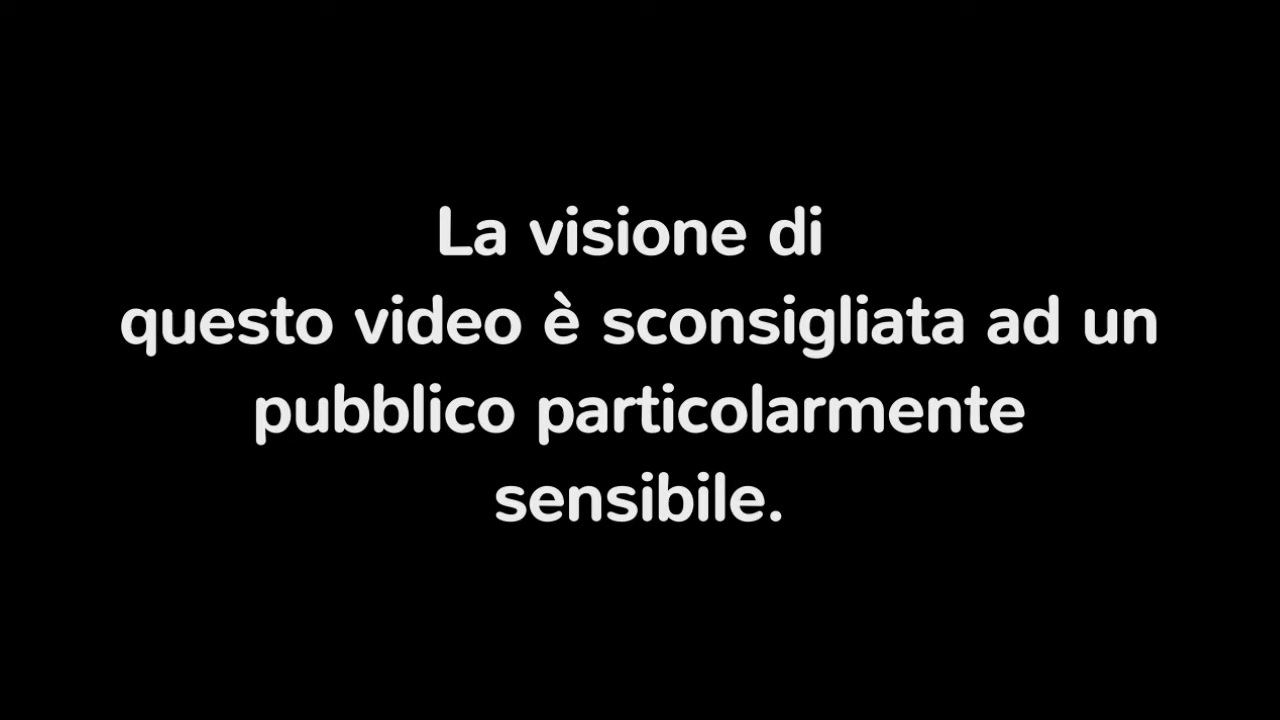 La visione di
questo video è sconsigliata ad un
pubblico particolarmente
sensibile.